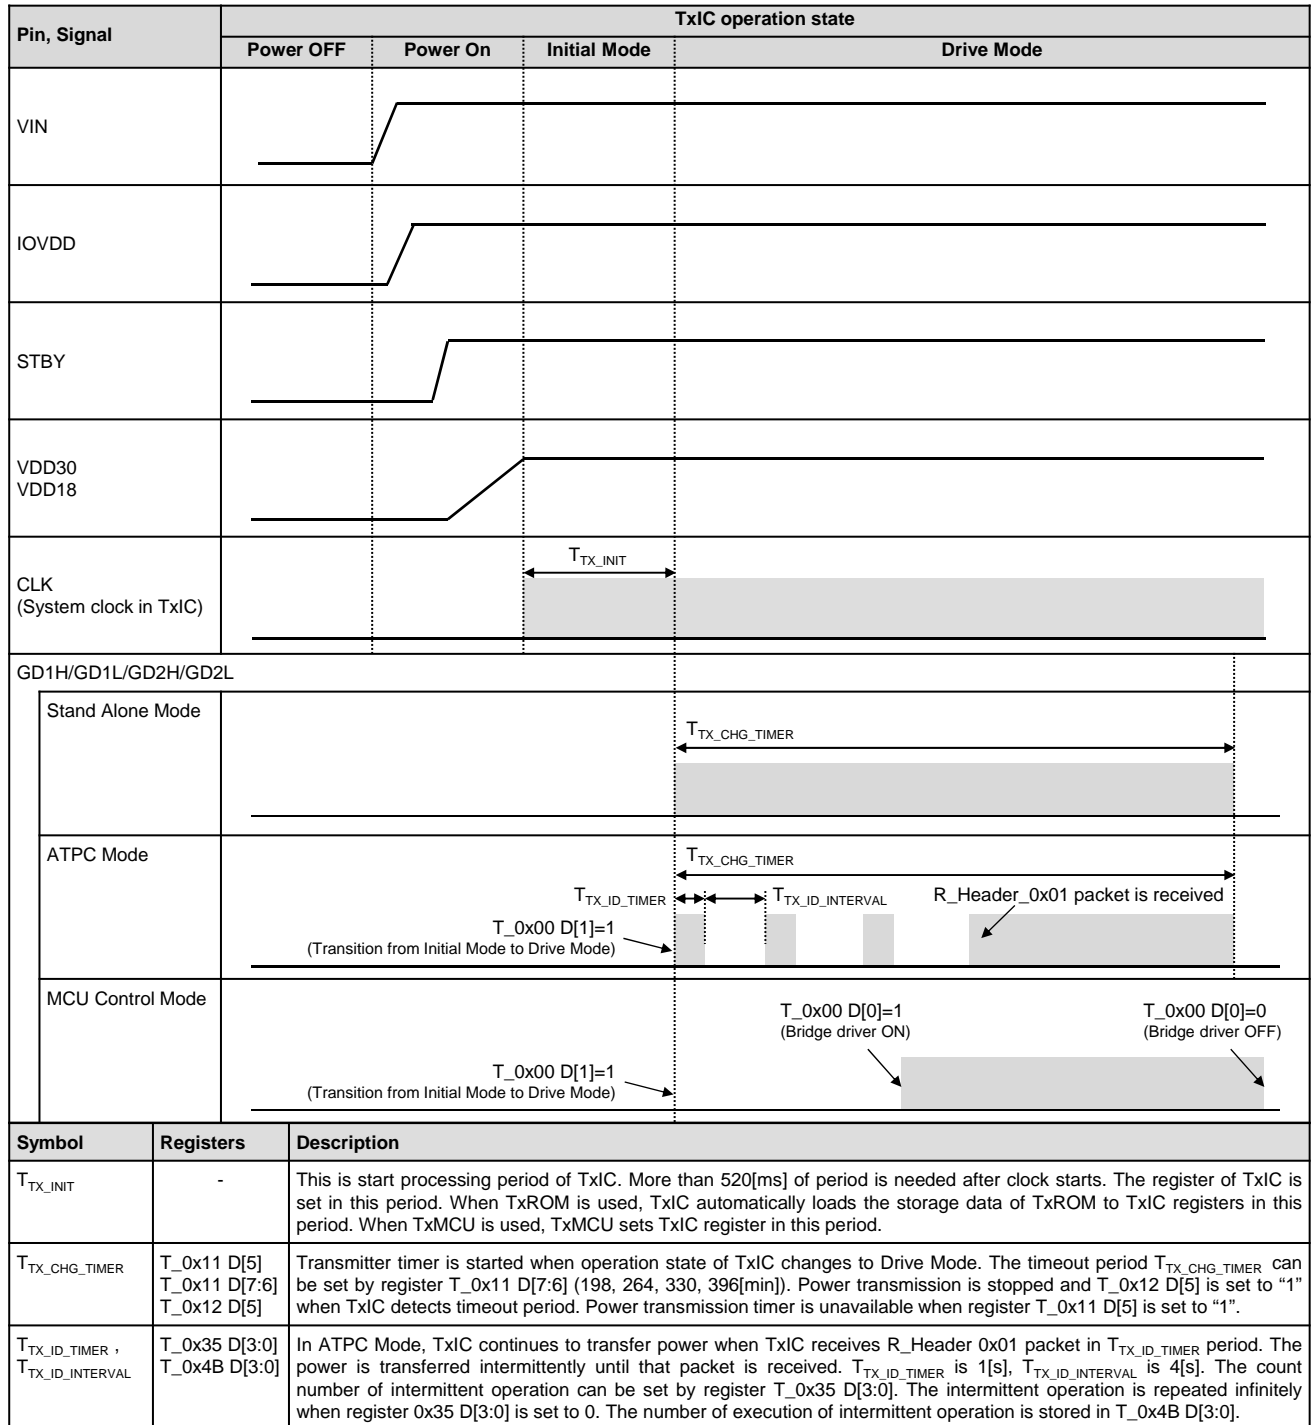 Pin, Signal
TxIC operation state
Power OFF
Power On
Initial Mode
Drive Mode
VIN
IOVDD
STBY
VDD30
VDD18
CLK
(System clock in TxIC)
TTX_INIT
GD1H/GD1L/GD2H/GD2L
Stand Alone Mode
TTX_CHG_TIMER
ATPC Mode
TTX_CHG_TIMER
TTX_ID_TIMER
TTX_ID_INTERVAL
R_Header_0x01 packet is received
T_0x00 D[1]=1
(Transition from Initial Mode to Drive Mode)
MCU Control Mode
T_0x00 D[0]=1
(Bridge driver ON)
T_0x00 D[0]=0
(Bridge driver OFF)
T_0x00 D[1]=1
(Transition from Initial Mode to Drive Mode)
Symbol
Registers
Description
TTX_INIT
-
This is start processing period of TxIC. More than 520[ms] of period is needed after clock starts. The register of TxIC is
set in this period. When TxROM is used, TxIC automatically loads the storage data of TxROM to TxIC registers in this
period. When TxMCU is used, TxMCU sets TxIC register in this period.
TTX_CHG_TIMER
T_0x11 D[5]
T_0x11 D[7:6]
T_0x12 D[5]
Transmitter timer is started when operation state of TxIC changes to Drive Mode. The timeout period TTX_CHG_TIMER can
be set by register T_0x11 D[7:6] (198, 264, 330, 396[min]). Power transmission is stopped and T_0x12 D[5] is set to “1”
when TxIC detects timeout period. Power transmission timer is unavailable when register T_0x11 D[5] is set to “1”.
TTX_ID_TIMER ,
TTX_ID_INTERVAL
T_0x35 D[3:0]
T_0x4B D[3:0]
In ATPC Mode, TxIC continues to transfer power when TxIC receives R_Header 0x01 packet in TTX_ID_TIMER period. The
power is transferred intermittently until that packet is received. TTX_ID_TIMER is 1[s], TTX_ID_INTERVAL is 4[s]. The count
number of intermittent operation can be set by register T_0x35 D[3:0]. The intermittent operation is repeated infinitely
when register 0x35 D[3:0] is set to 0. The number of execution of intermittent operation is stored in T_0x4B D[3:0].